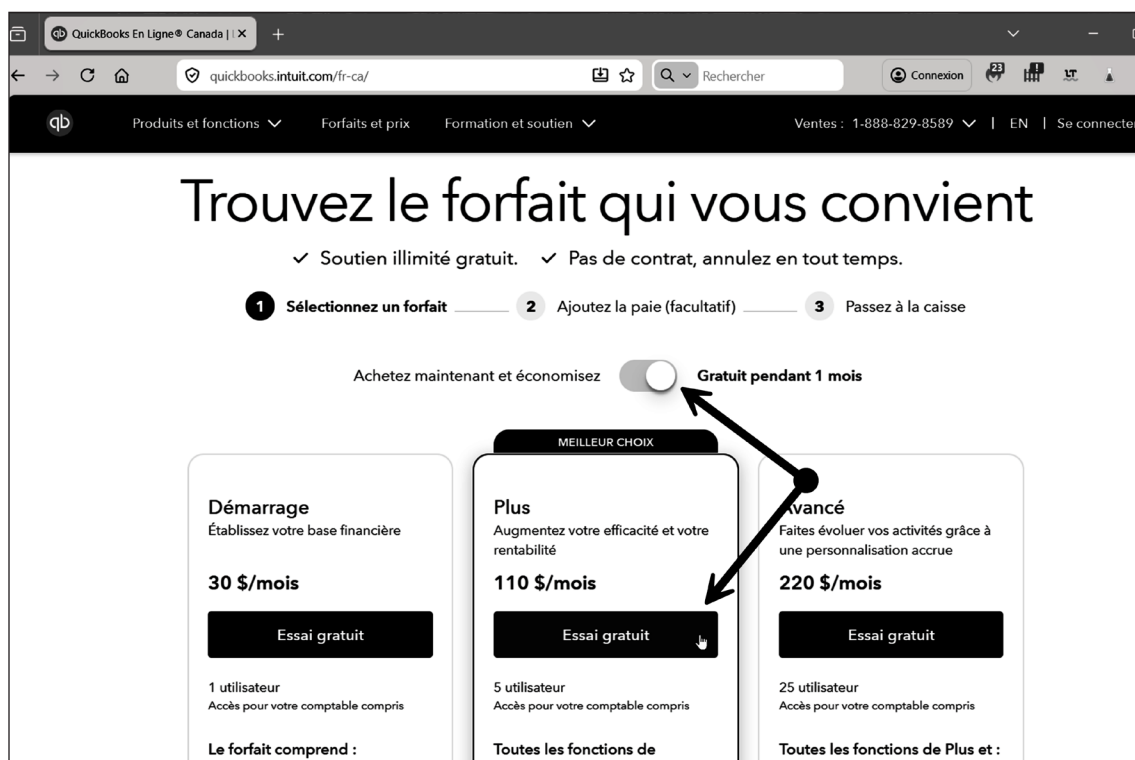 QuickBooks En Ligne® Canada |
quickbooks.intuit.com/fr-ca/
Rechercher
Connexion
23
qb
Produits et fonctions
Forfaits et prix
Formation et soutien
Ventes : 1-888-829-8589 | EN | Se connecter
Trouvez le forfait qui vous convient
Soutien illimité gratuit. Pas de contrat, annulez en tout temps.
1 Sélectionnez un forfait
2 Ajoutez la paie (facultatif)
3 Passez à la caisse
Achetez maintenant et économisez
Gratuit pendant 1 mois
MEILLEUR CHOIX
Démarrage
Établissez votre base financière
30 $/mois
Essai gratuit
1 utilisateur
Accès pour votre comptable compris
Le forfait comprend :
Plus
Augmentez votre efficacité et votre
rentabilité
110 $/mois
Essai gratuit
5 utilisateur
Accès pour votre comptable compris
Toutes les fonctions de
Avancé
Faites évoluer vos activités grâce à
une personnalisation accrue
220 $/mois
Essai gratuit
25 utilisateur
Accès pour votre comptable compris
Toutes les fonctions de Plus et :